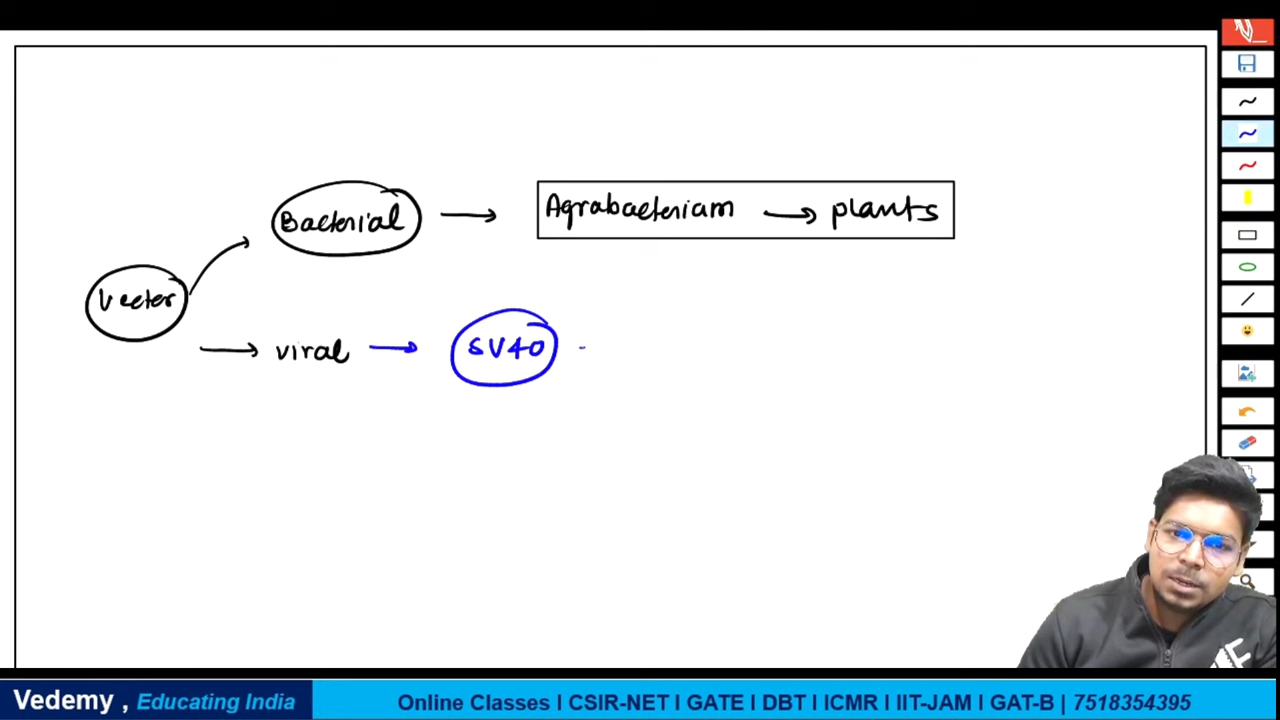 Bacterial → Agrabacteriam → plants
Vector
→ viral → SV40 -
Vedemy , Educating India
Online Classes I CSIR-NET I GATE I DBT I ICMR I IIT-JAM I GAT-B | 7518354395